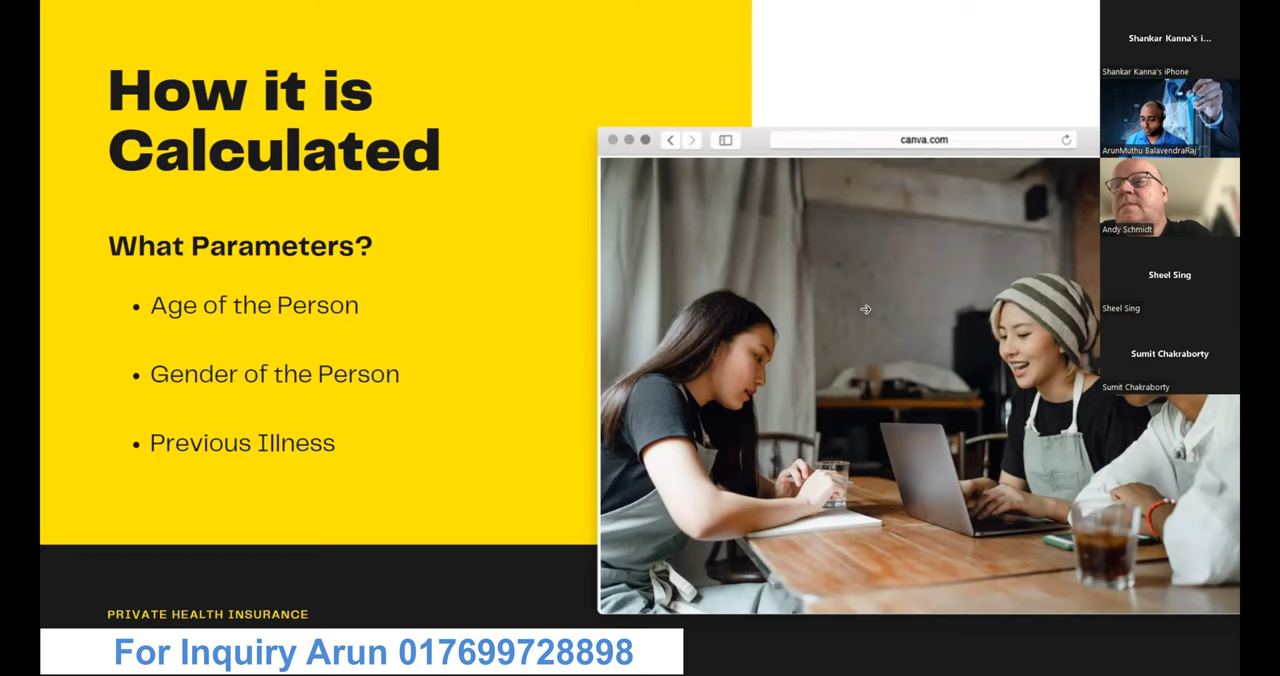 How it is
Calculated
What Parameters?
• Age of the Person
• Gender of the Person
• Previous Illness
PRIVATE HEALTH INSURANCE
For Inquiry Arun 017699728898
canva.com
Shankar Kanna's i...
Shankar Kanna's iPhone
ArunMuthu BalavendraRaj
Andy Schmidt
Sheel Sing
Sheel Sing
Sumit Chakraborty
Sumit Chakraborty